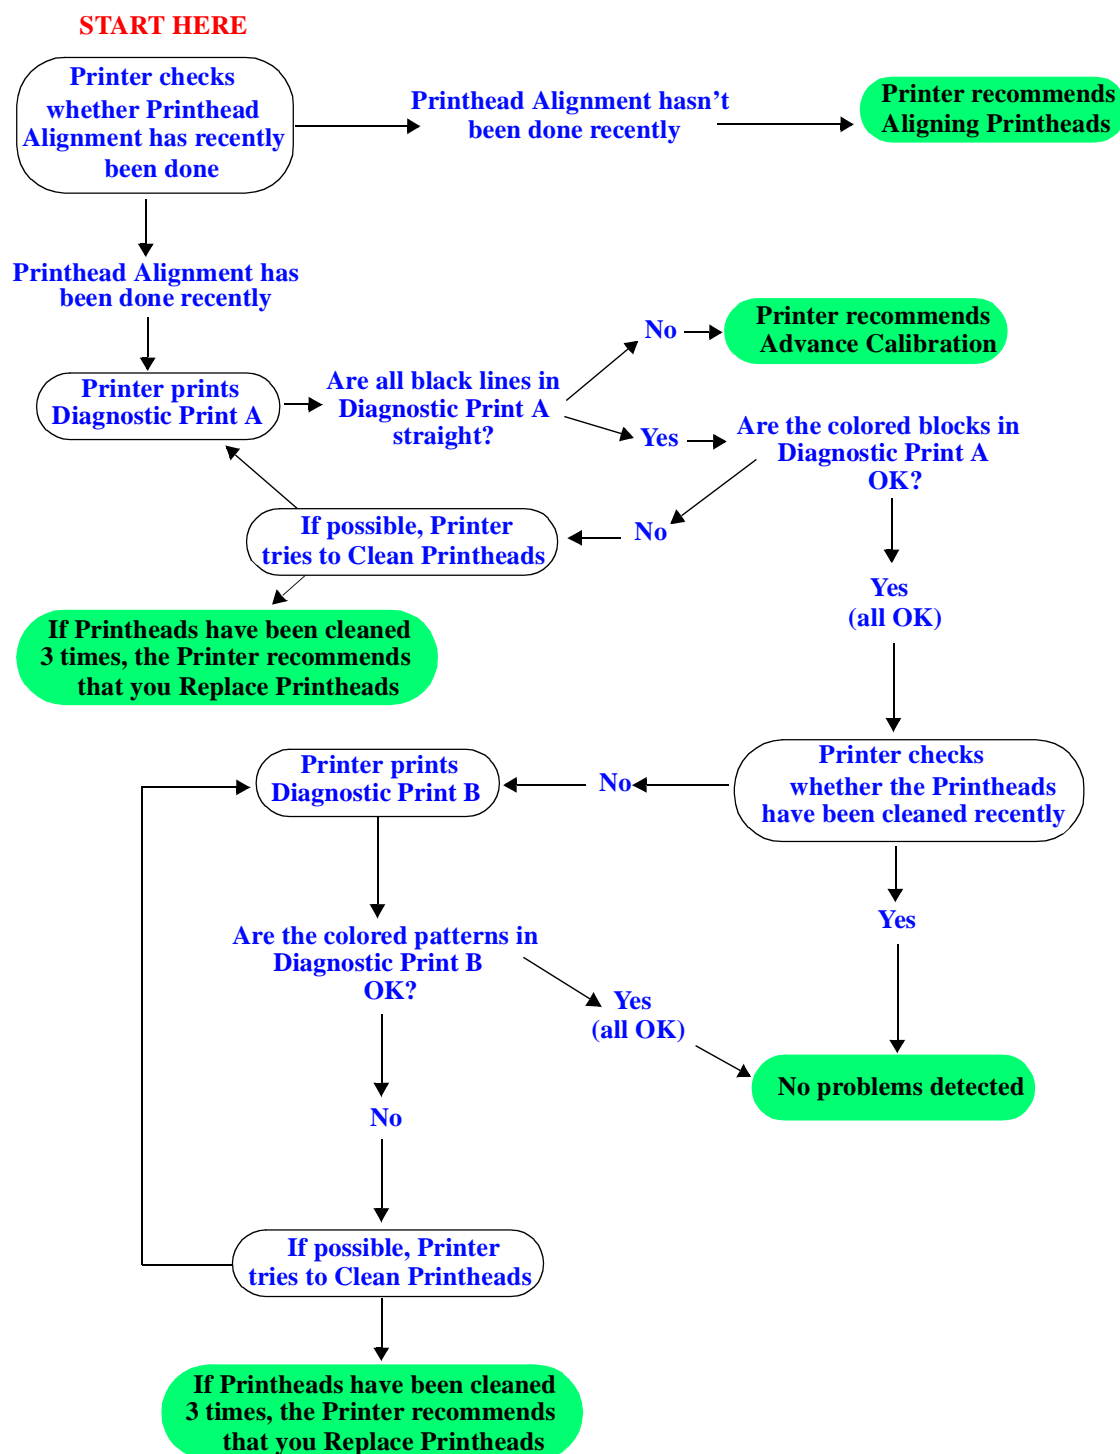 START HERE
Printer checks
whether Printhead
Alignment has recently
been done
Printhead Alignment hasn't
been done recently
Printer recommends
Aligning Printheads
Printhead Alignment has
been done recently
Printer prints
Diagnostic Print A
Are all black lines in
Diagnostic Print A
straight?
No
Printer recommends
Advance Calibration
Yes
Are the colored blocks in
Diagnostic Print A
OK?
No
If possible, Printer
tries to Clean Printheads
If Printheads have been cleaned
3 times, the Printer recommends
that you Replace Printheads
Yes
(all OK)
Printer checks
whether the Printheads
have been cleaned recently
No
Printer prints
Diagnostic Print B
Yes
Are the colored patterns in
Diagnostic Print B
OK?
Yes
(all OK)
No problems detected
No
If possible, Printer
tries to Clean Printheads
If Printheads have been cleaned
3 times, the Printer recommends
that you Replace Printheads